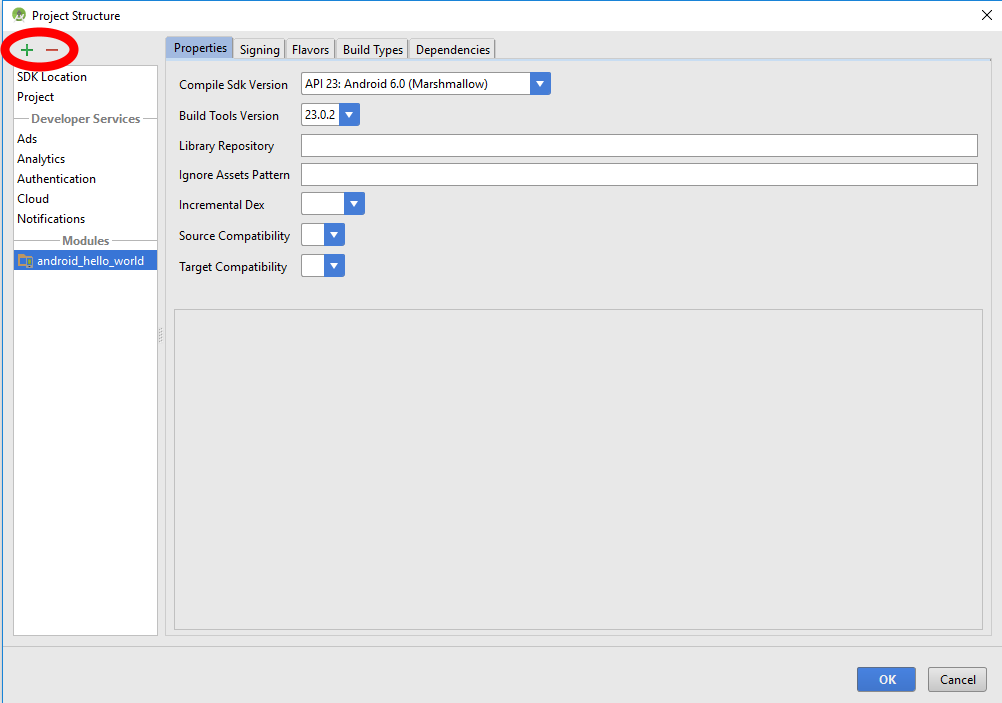 Project Structure
+ −
SDK Location
Project
Developer Services
Ads
Analytics
Authentication
Cloud
Notifications
Modules
android_hello_world
Properties Signing Flavors Build Types Dependencies
Compile Sdk Version API 23: Android 6.0 (Marshmallow)
Build Tools Version 23.0.2
Library Repository
Ignore Assets Pattern
Incremental Dex
Source Compatibility
Target Compatibility
OK Cancel